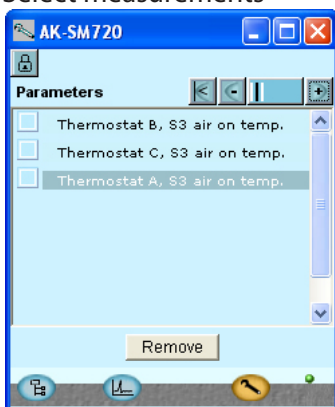 Select measurements
AK-SM720
Parameters
Thermostat B, S3 air on temp.
Thermostat C, S3 air on temp.
Thermostat A, S3 air on temp.
Remove